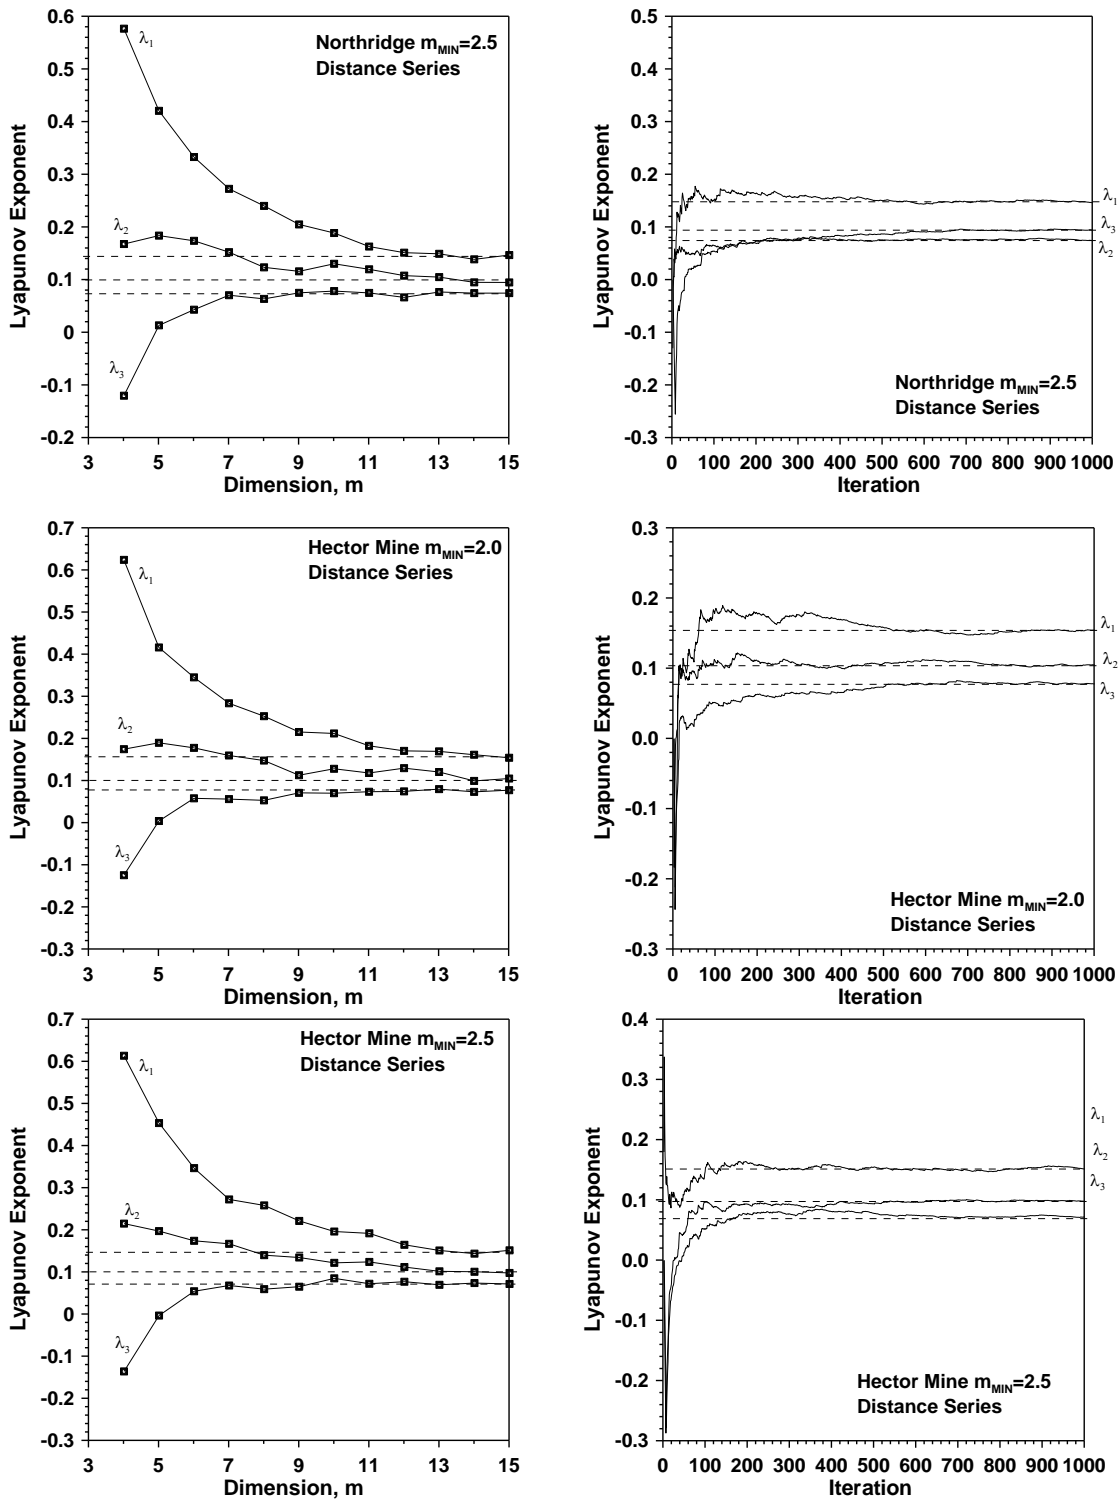 Northridge mMIN=2.5
Distance Series
Lyapunov Exponent
0.6
0.5
0.4
0.3
0.2
0.1
0
-0.1
-0.2
λ1
λ2
λ3
3 5 7 9 11 13 15
Dimension, m
Lyapunov Exponent
0.5
0.4
0.3
0.2
0.1
0.0
-0.1
-0.2
-0.3
λ1
λ3
λ2
Northridge mMIN=2.5
Distance Series
0 100 200 300 400 500 600 700 800 900 1000
Iteration
Hector Mine mMIN=2.0
Distance Series
Lyapunov Exponent
0.7
0.6
0.5
0.4
0.3
0.2
0.1
0
-0.1
-0.2
-0.3
λ1
λ2
λ3
3 5 7 9 11 13 15
Dimension, m
Lyapunov Exponent
0.3
0.2
0.1
0.0
-0.1
-0.2
-0.3
λ1
λ2
λ3
Hector Mine mMIN=2.0
Distance Series
0 100 200 300 400 500 600 700 800 900 1000
Iteration
Hector Mine mMIN=2.5
Distance Series
Lyapunov Exponent
0.7
0.6
0.5
0.4
0.3
0.2
0.1
0
-0.1
-0.2
-0.3
λ1
λ2
λ3
3 5 7 9 11 13 15
Dimension, m
Lyapunov Exponent
0.4
0.3
0.2
0.1
0.0
-0.1
-0.2
-0.3
λ1
λ2
λ3
Hector Mine mMIN=2.5
Distance Series
0 100 200 300 400 500 600 700 800 900 1000
Iteration